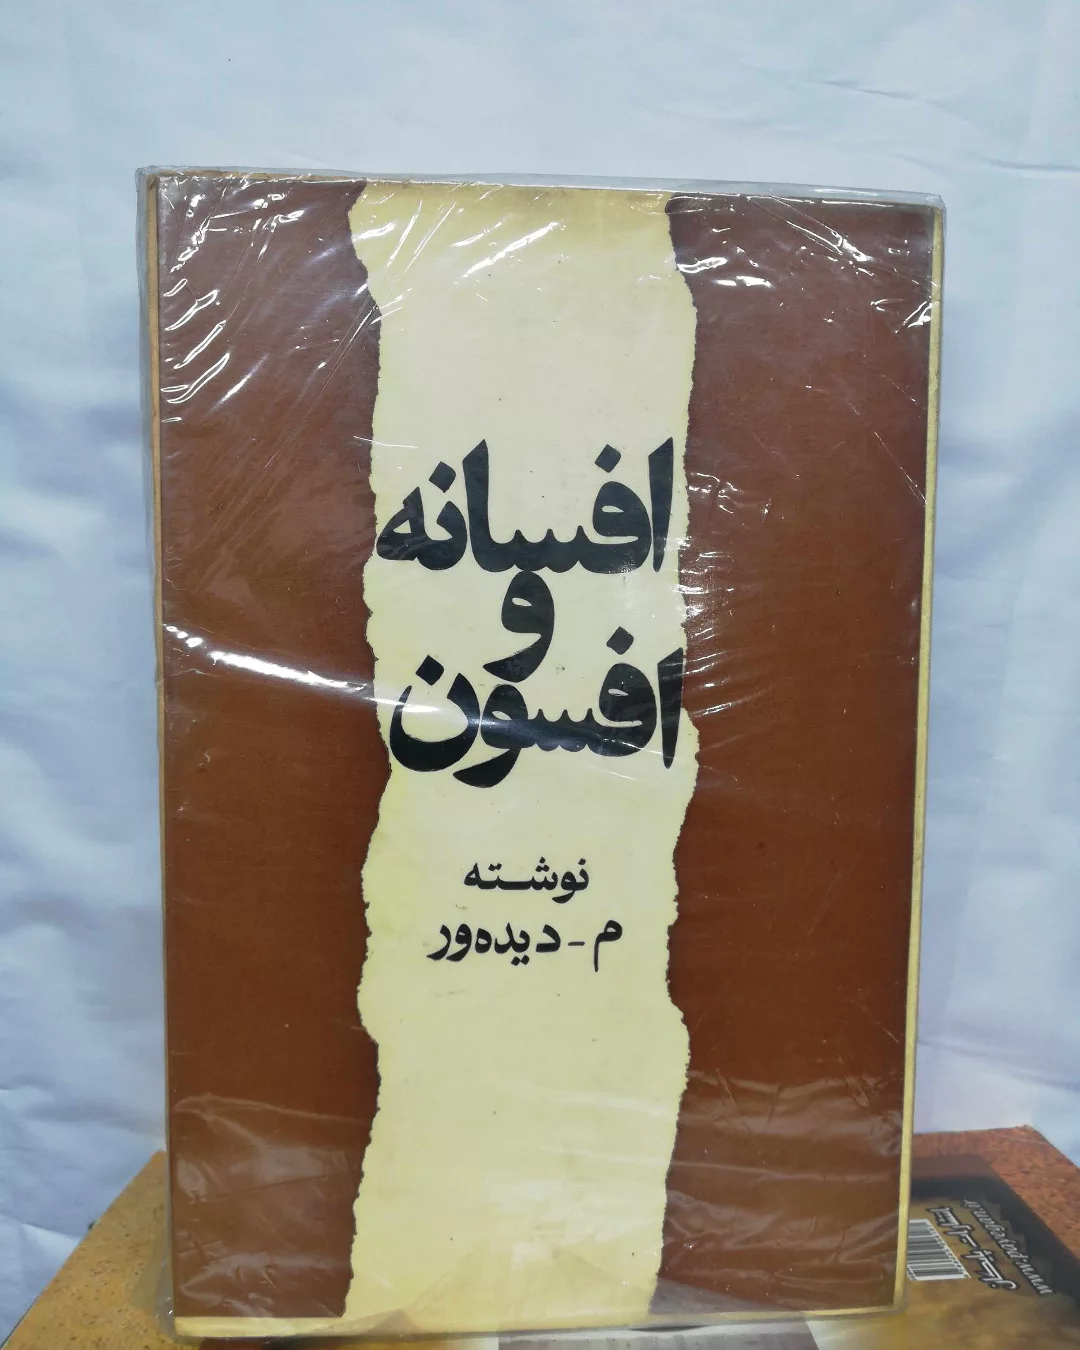 افسانه
و
افسون
نوشته
م - دیده‌ور